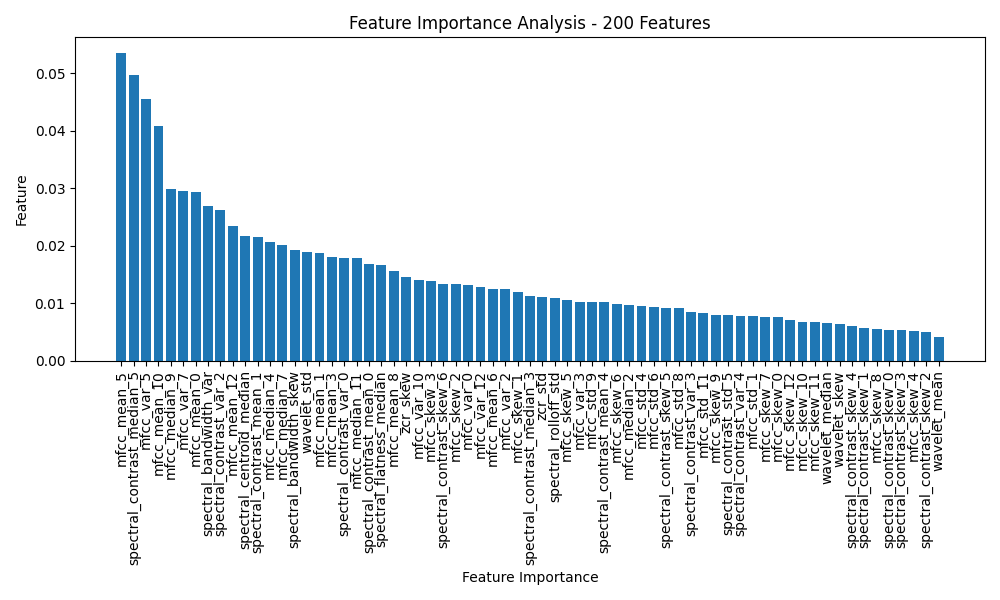 Feature Importance Analysis - 200 Features
Feature
0.05
0.04
0.03
0.02
0.01
0.00
mfcc_mean_5
spectral_contrast_median_5
mfcc_var_5
mfcc_mean_10
mfcc_median_9
mfcc_var_7
mfcc_mean_0
spectral_bandwidth_var
spectral_contrast_var_2
mfcc_mean_12
spectral_centroid_median
spectral_contrast_mean_1
mfcc_median_4
mfcc_median_7
spectral_bandwidth_skew
wavelet_std
mfcc_mean_1
mfcc_mean_3
spectral_contrast_var_0
mfcc_median_11
spectral_contrast_mean_0
spectral_flatness_median
mfcc_mean_8
zcr_skew
mfcc_var_10
mfcc_skew_3
spectral_contrast_skew_6
mfcc_skew_2
mfcc_var_0
mfcc_var_12
mfcc_mean_6
mfcc_var_2
mfcc_skew_1
spectral_contrast_median_3
zcr_std
spectral_rolloff_std
mfcc_skew_5
mfcc_var_3
mfcc_std_9
spectral_contrast_mean_4
mfcc_skew_6
mfcc_median_2
mfcc_std_4
mfcc_std_6
spectral_contrast_skew_5
mfcc_std_8
spectral_contrast_var_3
mfcc_std_11
mfcc_skew_9
spectral_contrast_std_5
spectral_contrast_var_4
mfcc_std_1
mfcc_skew_7
mfcc_skew_0
mfcc_skew_12
mfcc_skew_10
mfcc_skew_11
wavelet_median
wavelet_skew
spectral_contrast_skew_4
spectral_contrast_skew_1
mfcc_skew_8
spectral_contrast_skew_0
spectral_contrast_skew_3
mfcc_skew_4
spectral_contrast_skew_2
wavelet_mean
Feature Importance